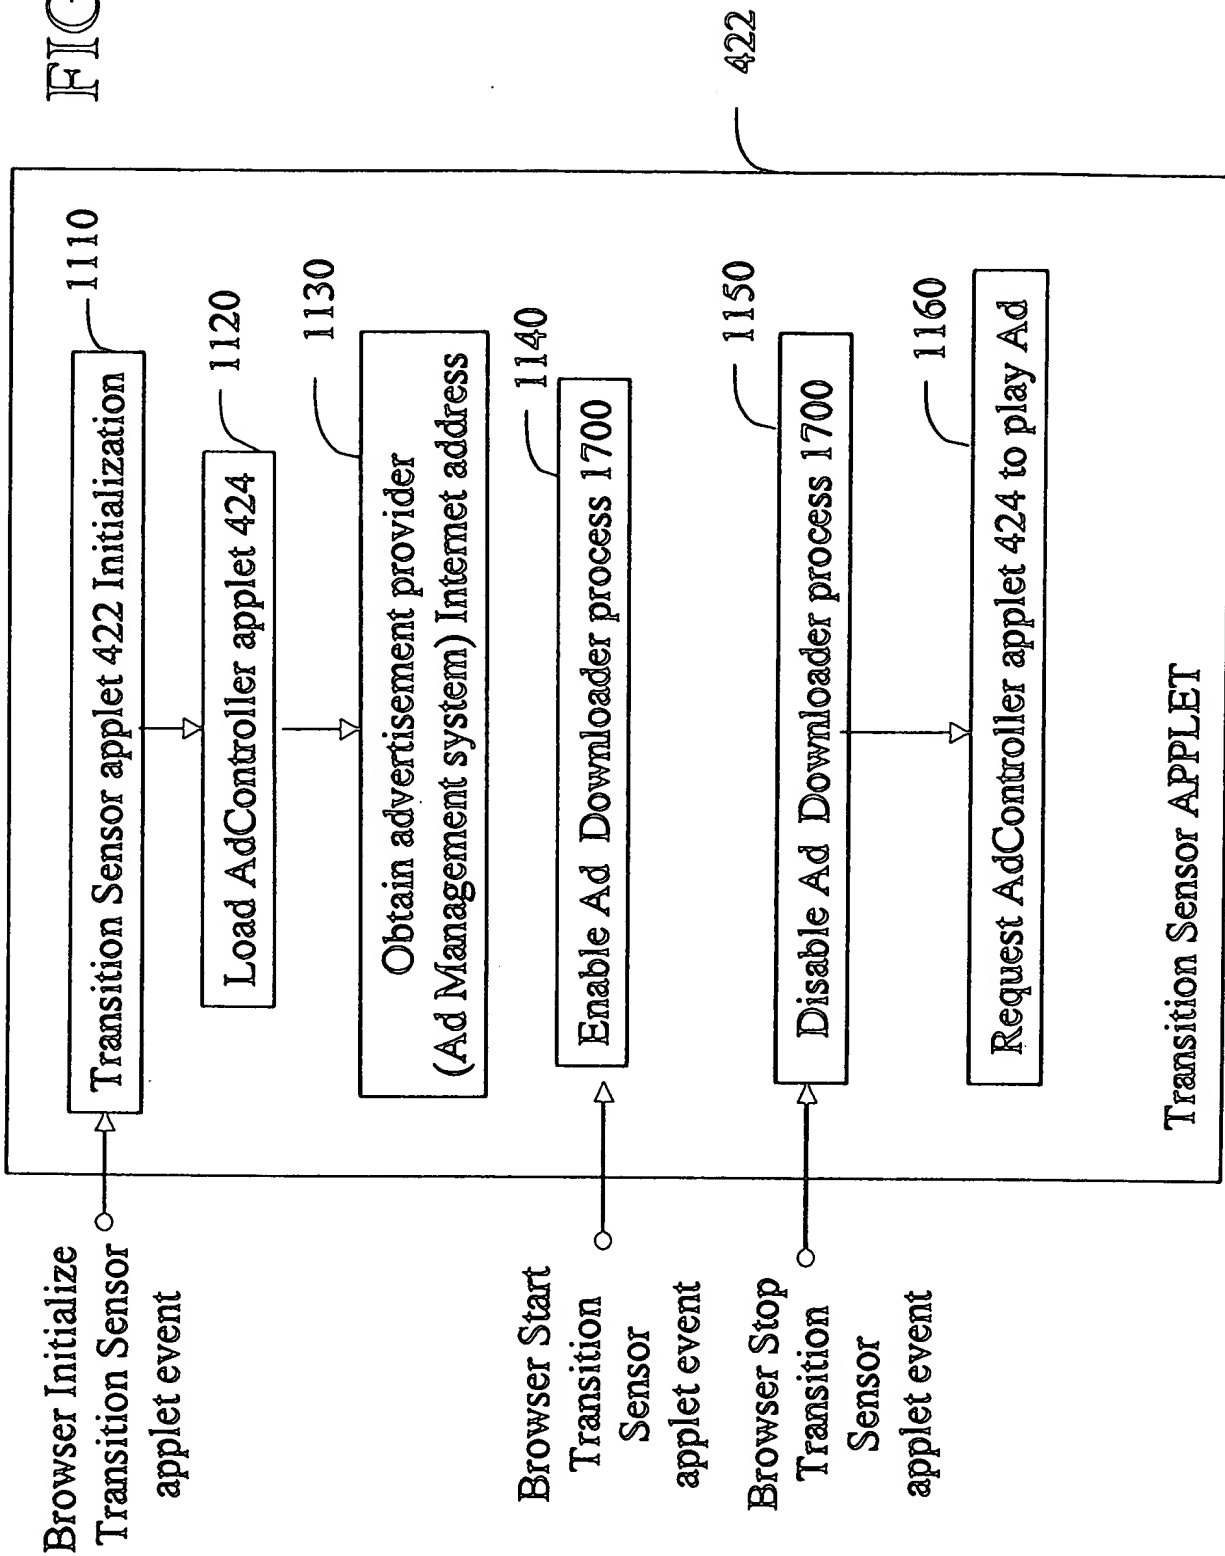 FIG
422
Browser Initialize
Transition Sensor
applet event
Transition Sensor applet 422 Initialization
1110
Load AdController applet 424
1120
Obtain advertisement provider
(Ad Management system) Internet address
1130
Browser Start
Transition
Sensor
applet event
Enable Ad Downloader process 1700
1140
Browser Stop
Transition
Sensor
applet event
Disable Ad Downloader process 1700
1150
Request AdController applet 424 to play Ad
1160
Transition Sensor APPLET